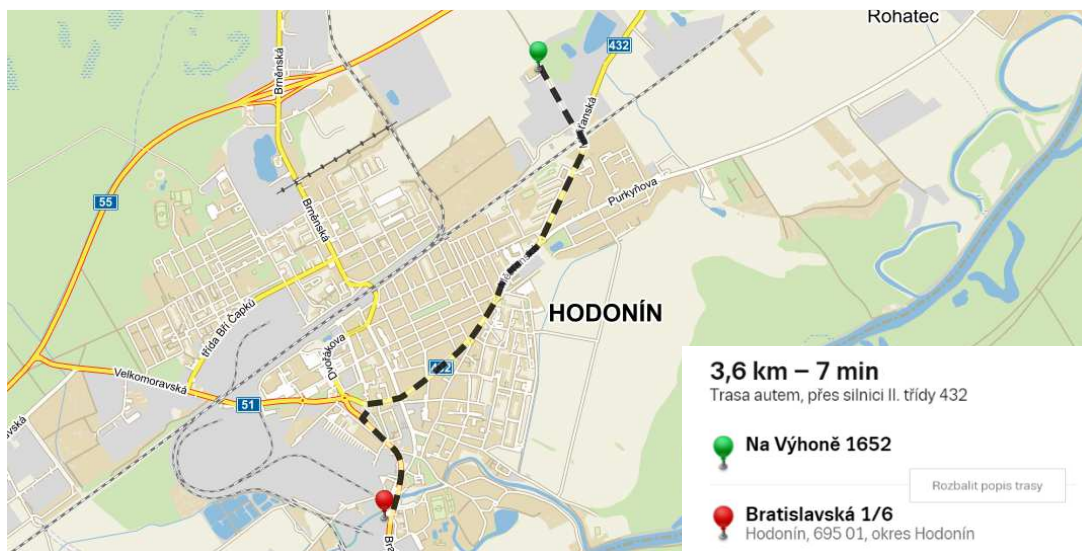 Rohatec
432
Brněnská
55
Brněnská
Purkyňova
HODONÍN
třída Bří Čapků
Dvořákova
Velkomoravská
51
3,6 km – 7 min
Trasa autem, přes silnici II. třídy 432
Na Výhoně 1652
Rozbalit popis trasy
Bratislavská 1/6
Hodonín, 695 01, okres Hodonín